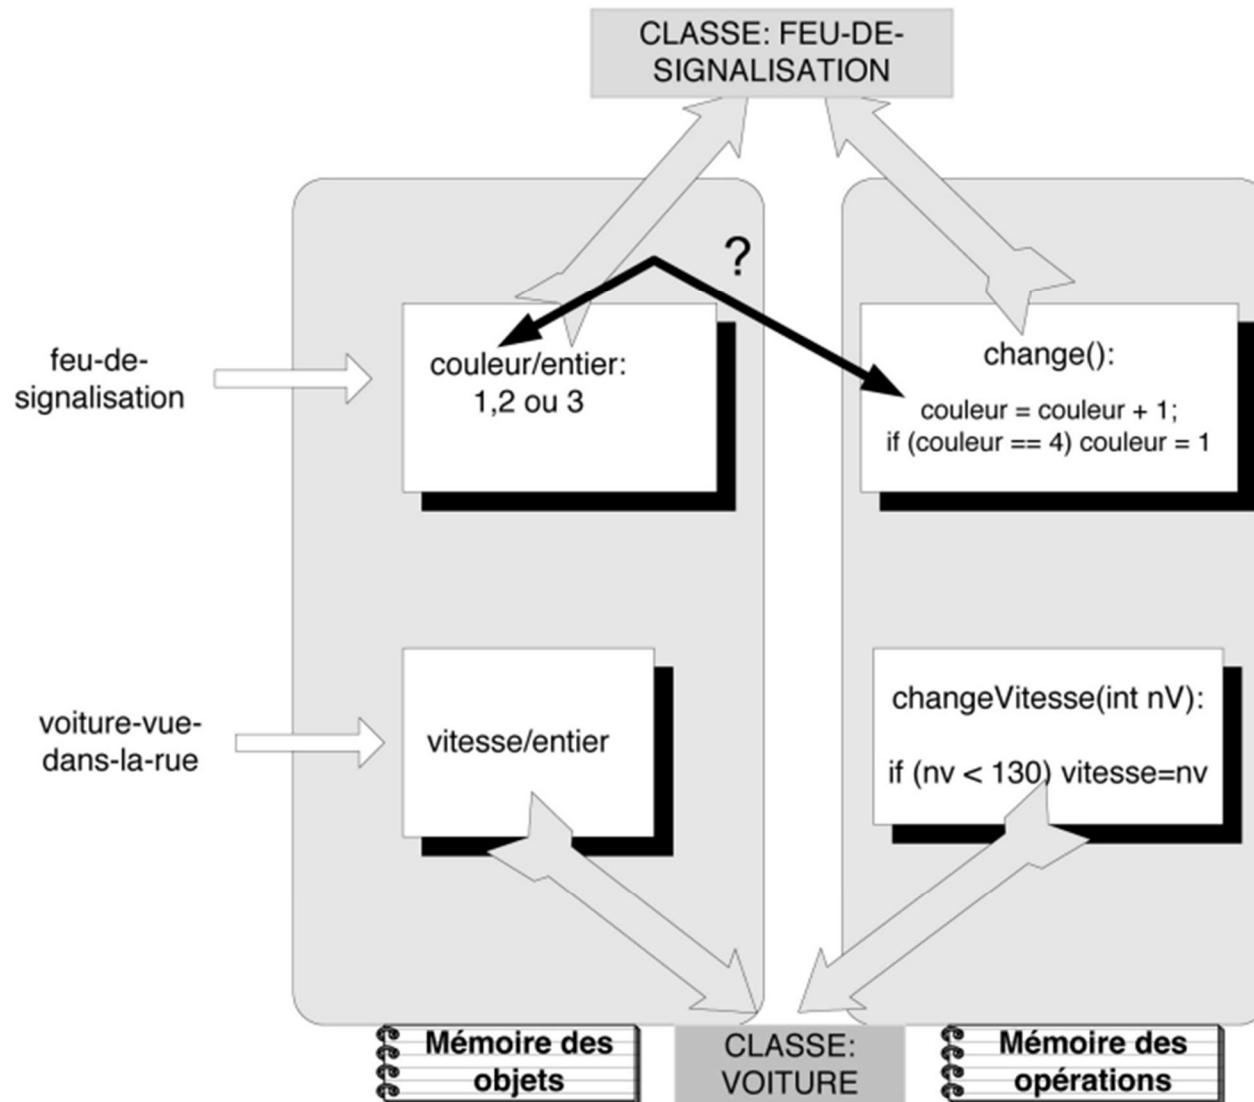 CLASSE: FEU-DE-
SIGNALISATION
?
feu-de-
signalisation
couleur/entier:
1,2 ou 3
change():
couleur = couleur + 1;
if (couleur == 4) couleur = 1
voiture-vue-
dans-la-rue
vitesse/entier
changeVitesse(int nV):
if (nv < 130) vitesse=nv
Mémoire des
objets
CLASSE:
VOITURE
Mémoire des
opérations